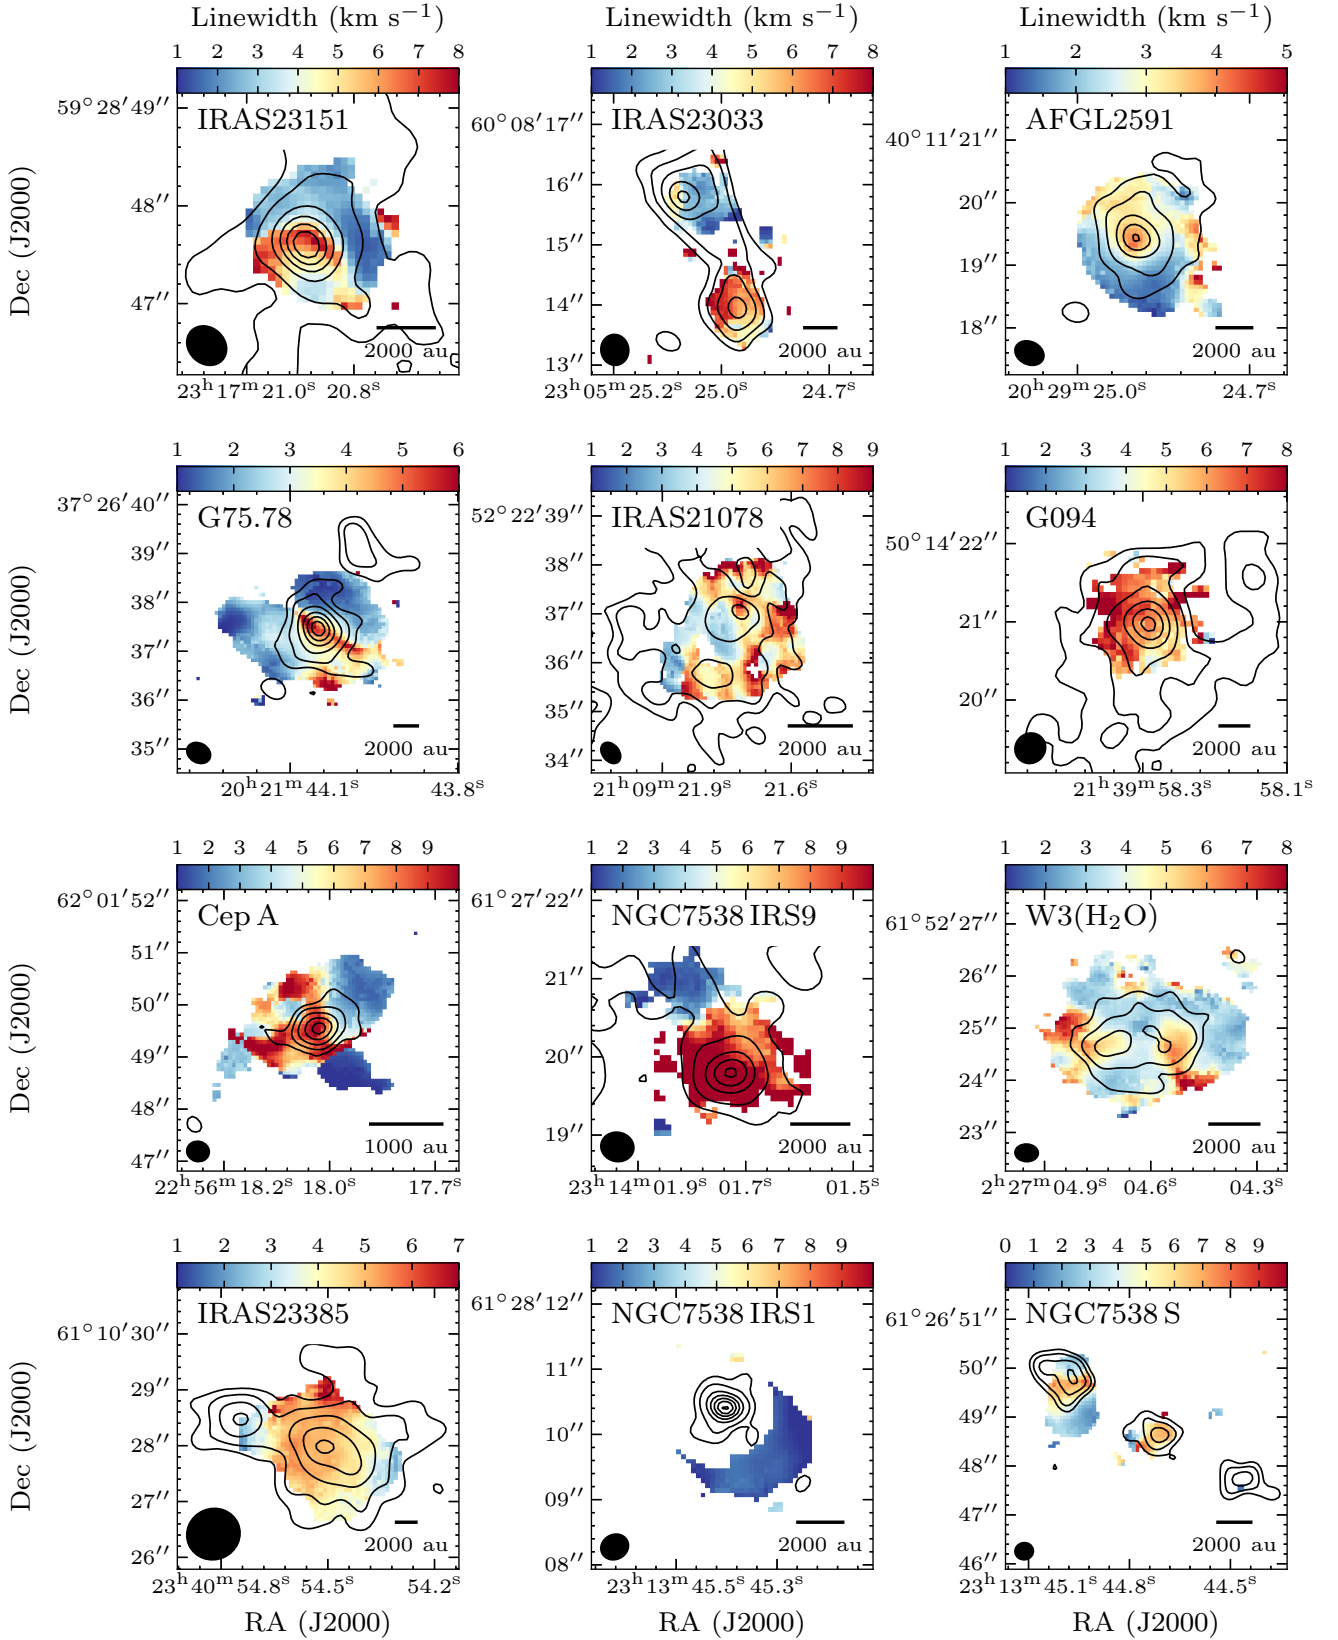 Linewidth (km s⁻¹) Linewidth (km s⁻¹) Linewidth (km s⁻¹)
1 2 3 4 5 6 7 8 1 2 3 4 5 6 7 8 1 2 3 4 5
IRAS23151 IRAS23033 AFGL2591
Dec (J2000)
59°28′49″ 48″ 47″
60°08′17″ 16″ 15″ 14″ 13″
40°11′21″ 20″ 19″ 18″
2000 au 2000 au 2000 au
23ʰ17ᵐ21.0ˢ 20.8ˢ 23ʰ05ᵐ25.2ˢ 25.0ˢ 24.7ˢ 20ʰ29ᵐ25.0ˢ 24.7ˢ
1 2 3 4 5 6 1 2 3 4 5 6 7 8 9 1 2 3 4 5 6 7 8
G75.78 IRAS21078 G094
Dec (J2000)
37°26′40″ 39″ 38″ 37″ 36″ 35″
52°22′39″ 38″ 37″ 36″ 35″ 34″
50°14′22″ 21″ 20″
2000 au 2000 au 2000 au
20ʰ21ᵐ44.1ˢ 43.8ˢ 21ʰ09ᵐ21.9ˢ 21.6ˢ 21ʰ39ᵐ58.3ˢ 58.1ˢ
1 2 3 4 5 6 7 8 9 1 2 3 4 5 6 7 8 9 1 2 3 4 5 6 7 8
Cep A NGC7538 IRS9 W3(H₂O)
Dec (J2000)
62°01′52″ 51″ 50″ 49″ 48″ 47″
61°27′22″ 21″ 20″ 19″
61°52′27″ 26″ 25″ 24″ 23″
1000 au 2000 au 2000 au
22ʰ56ᵐ18.2ˢ 18.0ˢ 17.7ˢ 23ʰ14ᵐ01.9ˢ 01.7ˢ 01.5ˢ 2ʰ27ᵐ04.9ˢ 04.6ˢ 04.3ˢ
1 2 3 4 5 6 7 1 2 3 4 5 6 7 8 9 0 1 2 3 4 5 6 7 8 9
IRAS23385 NGC7538 IRS1 NGC7538 S
Dec (J2000)
61°10′30″ 29″ 28″ 27″ 26″
61°28′12″ 11″ 10″ 09″ 08″
61°26′51″ 50″ 49″ 48″ 47″ 46″
2000 au 2000 au 2000 au
23ʰ40ᵐ54.8ˢ 54.5ˢ 54.2ˢ 23ʰ13ᵐ45.5ˢ 45.3ˢ 23ʰ13ᵐ45.1ˢ 44.8ˢ 44.5ˢ
RA (J2000) RA (J2000) RA (J2000)